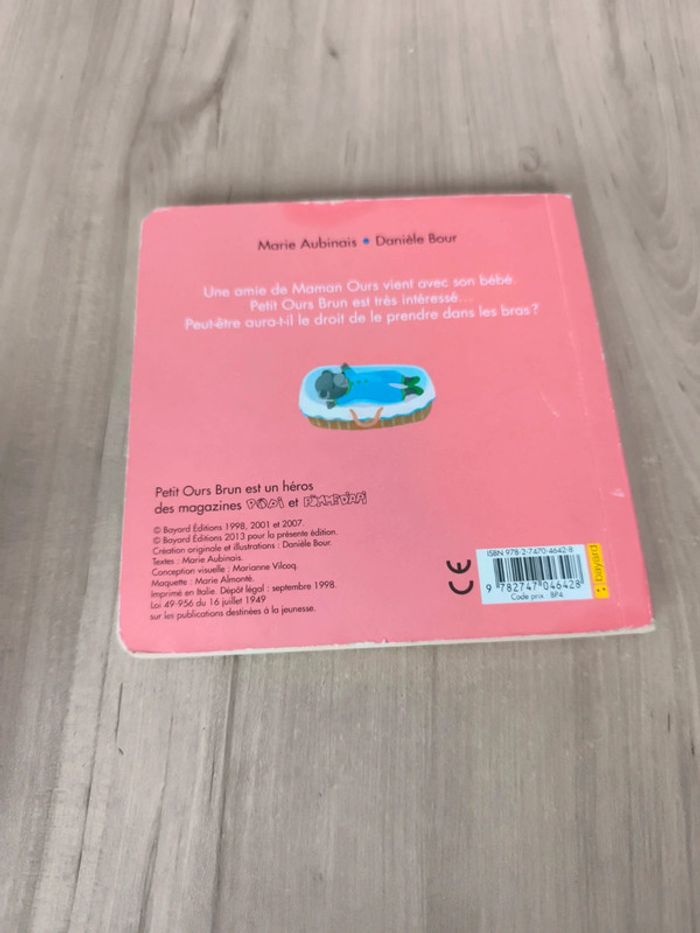 Marie Aubinais • Danièle Bour
Une amie de Maman Ours vient avec son bébé.
Petit Ours Brun est très intéressé...
Peut-être aura-t-il le droit de le prendre dans les bras ?
Petit Ours Brun est un héros
des magazines POPI et POMME D'API
© Bayard Éditions 1998, 2001 et 2007.
© Bayard Éditions 2013 pour la présente édition.
Création originale et illustrations : Danièle Bour.
Textes : Marie Aubinais.
Conception visuelle : Marianne Vilcoq.
Maquette : Marie Almonté.
Imprimé en Italie. Dépôt légal : septembre 1998.
Loi 49-956 du 16 juillet 1949
sur les publications destinées à la jeunesse.
CE
ISBN 978-2-7470-4642-8
9 782747 046428
Code prix : BP4
bayard